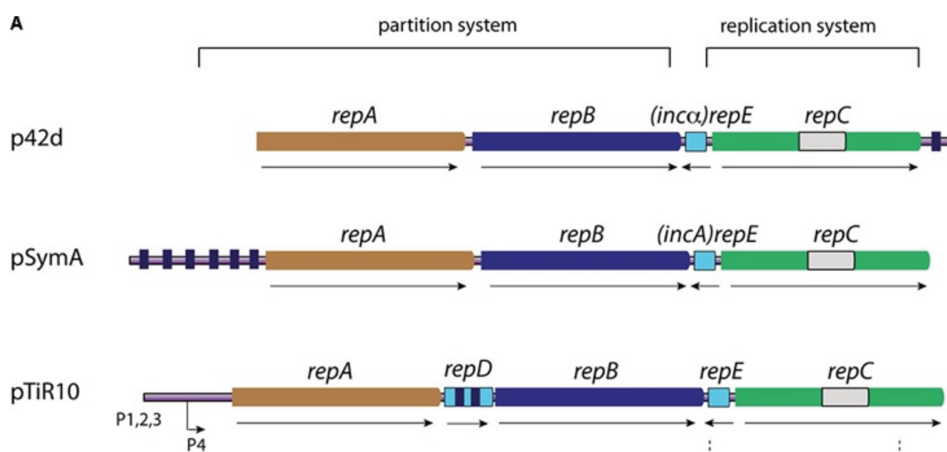 A
partition system replication system
p42d repA repB (incα)repE repC
pSymA repA repB (incA)repE repC
pTiR10 repA repD repB repE repC
P1,2,3
P4